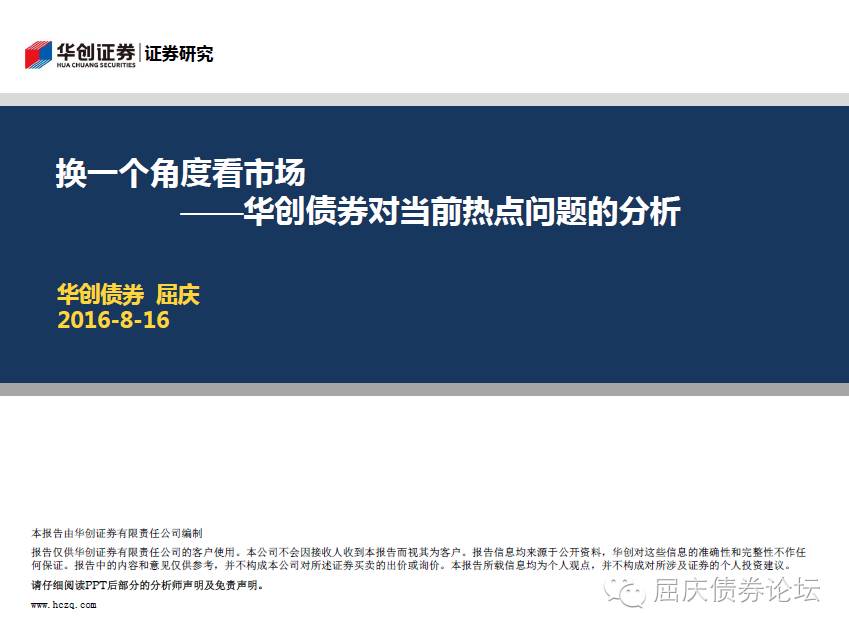 华创证券 证券研究
HUA CHUANG SECURITIES
换一个角度看市场
——华创债券对当前热点问题的分析
华创债券 屈庆
2016-8-16
本报告由华创证券有限责任公司编制
报告仅供华创证券有限责任公司的客户使用。本公司不会因接收人收到本报告而视其为客户。报告信息均来源于公开资料，华创对这些信息的准确性和完整性不作任
何保证。报告中的内容和意见仅供参考，并不构成本公司对所述证券买卖的出价或询价。本报告所载信息均为个人观点，并不构成对所涉及证券的个人投资建议。
请仔细阅读PPT后部分的分析师声明及免责声明。
www.hczq.com
屈庆债券论坛